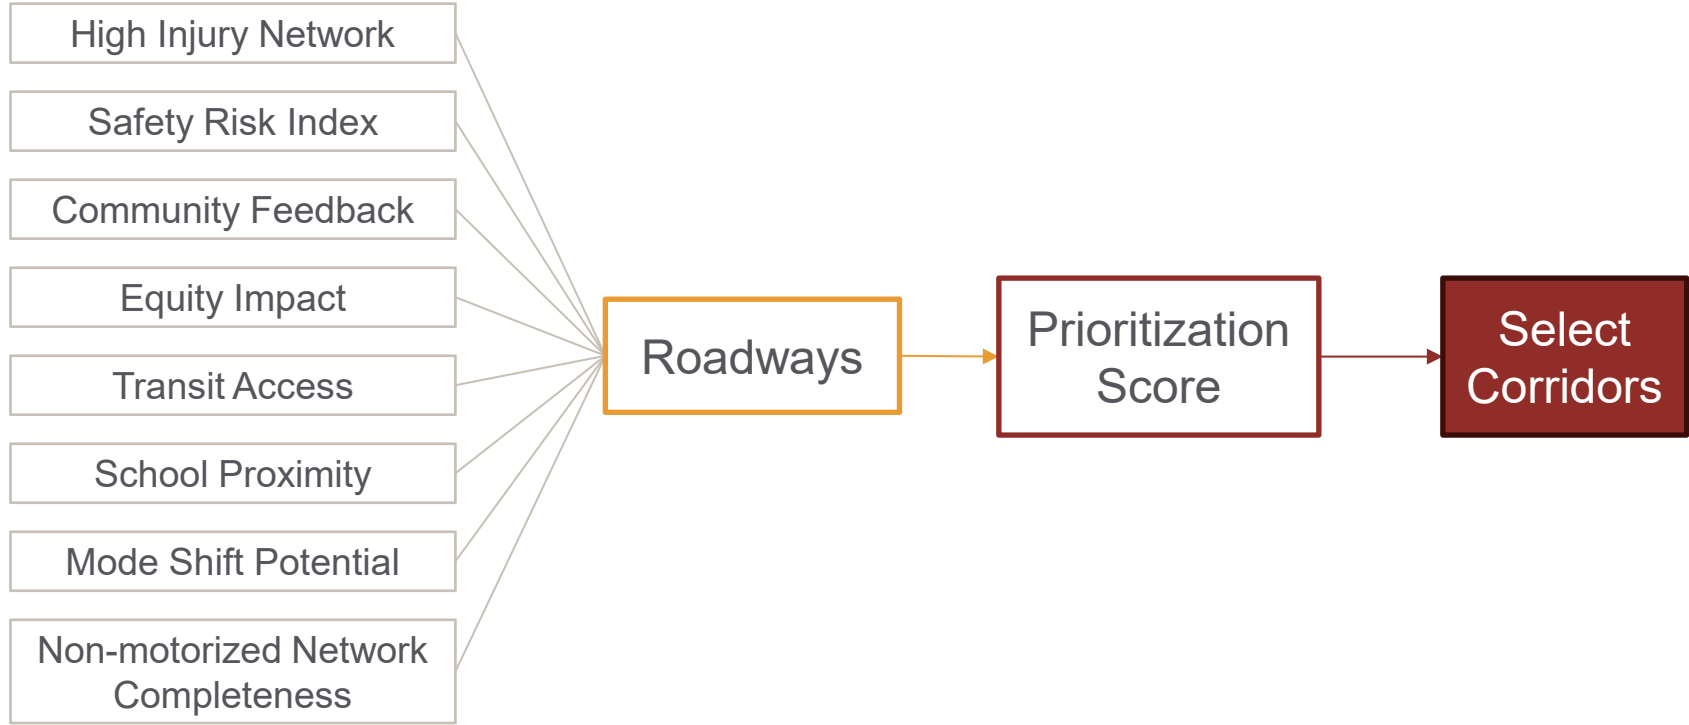 High Injury Network
Safety Risk Index
Community Feedback
Equity Impact
Transit Access
School Proximity
Mode Shift Potential
Non-motorized Network
Completeness
Roadways
Prioritization
Score
Select
Corridors